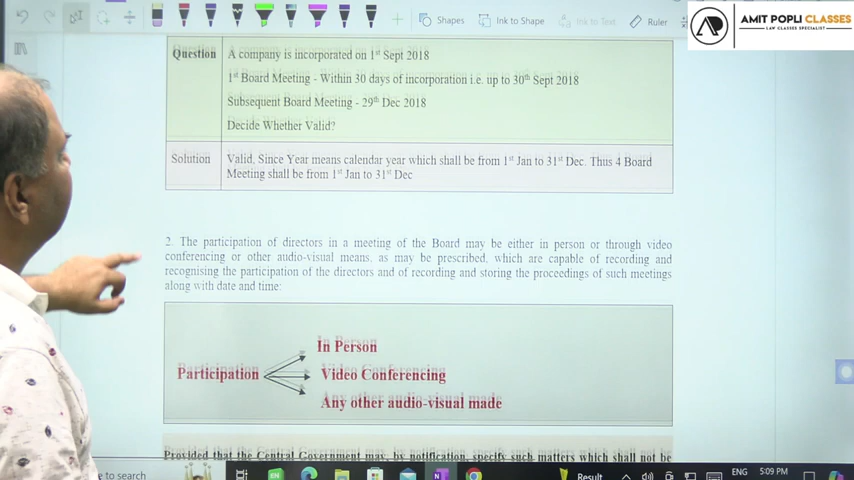 Shapes
Ink to Shape
Ink to Text
Ruler
AMIT POPLI CLASSES
LAW CLASSES SPECIALIST
Question
A company is incorporated on 1st Sept 2018
1st Board Meeting - Within 30 days of incorporation i.e. up to 30th Sept 2018
Subsequent Board Meeting - 29th Dec 2018
Decide Whether Valid?
Solution
Valid. Since Year means calendar year which shall be from 1st Jan to 31st Dec. Thus 4 Board
Meeting shall be from 1st Jan to 31st Dec
2. The participation of directors in a meeting of the Board may be either in person or through video
conferencing or other audio-visual means, as may be prescribed, which are capable of recording and
recognising the participation of the directors and of recording and storing the proceedings of such meetings
along with date and time:
In Person
Participation
Video Conferencing
Any other audio-visual made
Provided that the Central Government may, by notification, specify such matters which shall not be
e to search
Result
ENG
5:09 PM